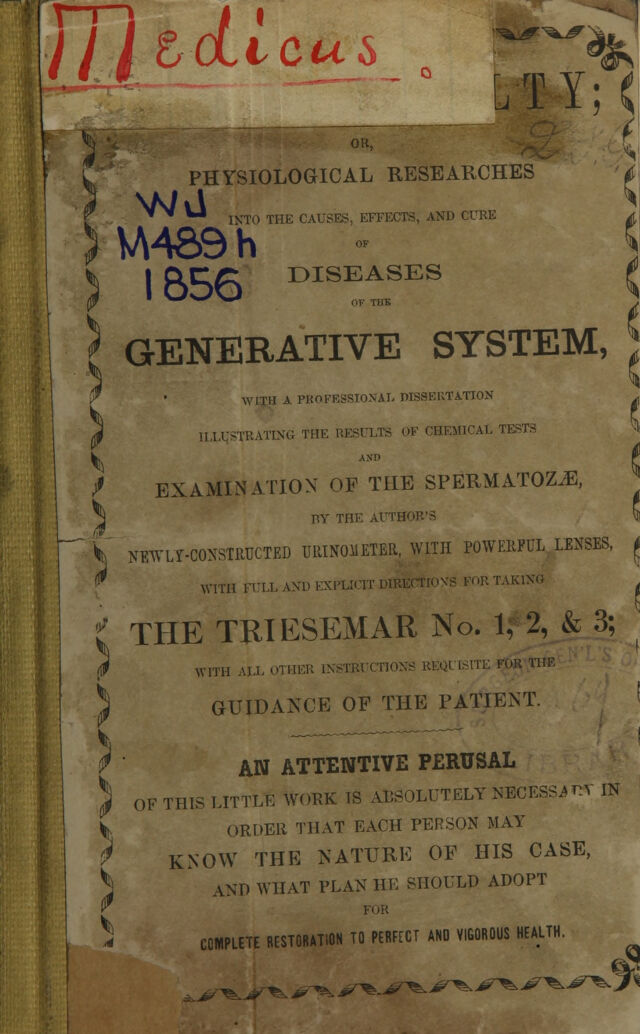 Medicus.
LTY;
OR,
PHYSIOLOGICAL RESEARCHES
WJ
M489h
1856
INTO THE CAUSES, EFFECTS, AND CURE
OF
DISEASES
OF THE
GENERATIVE SYSTEM,
WITH A PROFESSIONAL DISSERTATION
ILLUSTRATING THE RESULTS OF CHEMICAL TESTS
AND
EXAMINATION OF THE SPERMATOZÆ,
BY THE AUTHOR'S
NEWLY-CONSTRUCTED URINOMETER, WITH POWERFUL LENSES,
WITH FULL AND EXPLICIT DIRECTIONS FOR TAKING
THE TRIESEMAR No. 1, 2, & 3;
WITH ALL OTHER INSTRUCTIONS REQUISITE FOR THE
GUIDANCE OF THE PATIENT.
GEN'L'S
LIBRARY
AN ATTENTIVE PERUSAL
OF THIS LITTLE WORK IS ABSOLUTELY NECESSARY IN
ORDER THAT EACH PERSON MAY
KNOW THE NATURE OF HIS CASE,
AND WHAT PLAN HE SHOULD ADOPT
FOR
COMPLETE RESTORATION TO PERFECT AND VIGOROUS HEALTH.